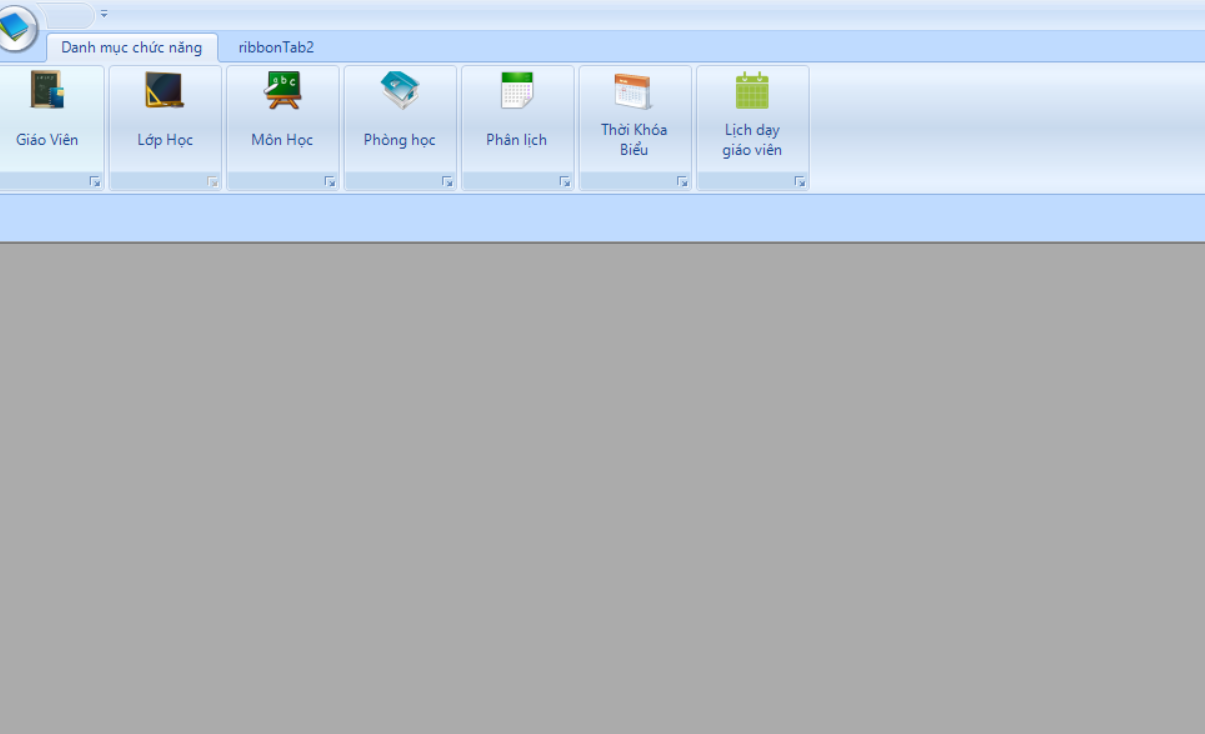 Danh mục chức năng
ribbonTab2
Giáo Viên
Lớp Học
abc
Môn Học
Phòng học
Phân lịch
Thời Khóa
Biểu
Lịch dạy
giáo viên